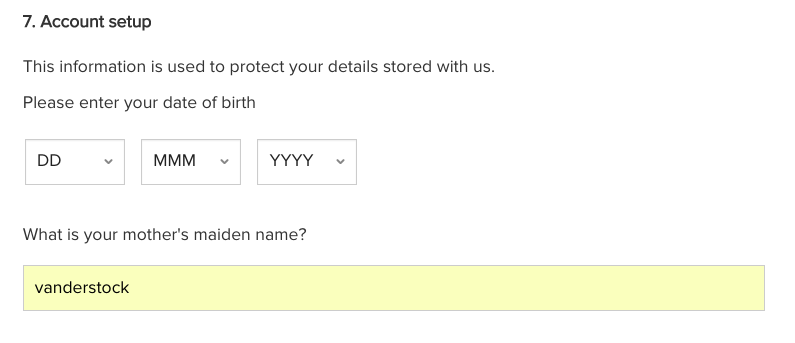 7. Account setup
This information is used to protect your details stored with us.
Please enter your date of birth
DD MMM YYYY
What is your mother's maiden name?
vanderstock